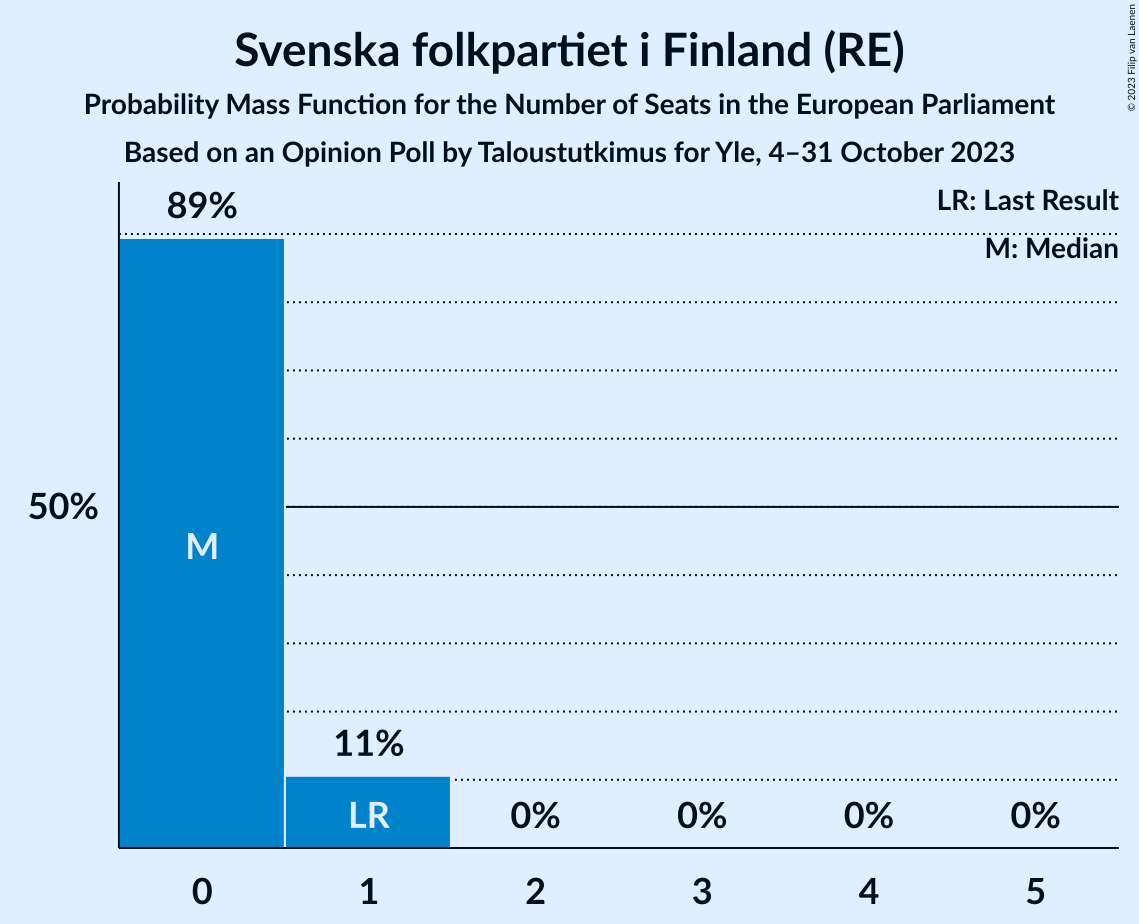 Svenska folkpartiet i Finland (RE)
Probability Mass Function for the Number of Seats in the European Parliament
Based on an Opinion Poll by Taloustutkimus for Yle, 4–31 October 2023
© 2023 Filip van Laenen
LR: Last Result
M: Median
89%
50%
M
11%
LR
0%
0%
0%
0%
0 1 2 3 4 5